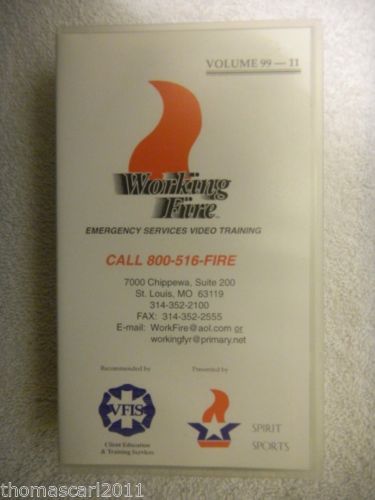 VOLUME 99 — 11
Working
Fire™
EMERGENCY SERVICES VIDEO TRAINING
CALL 800-516-FIRE
7000 Chippewa, Suite 200
St. Louis, MO 63119
314-352-2100
FAX: 314-352-2555
E-mail: WorkFire@aol.com or
workingfyr@primary.net
Recommended by
VFIS
Client Education
& Training Services
Presented by
SPIRIT
SPORTS
thomascarl2011